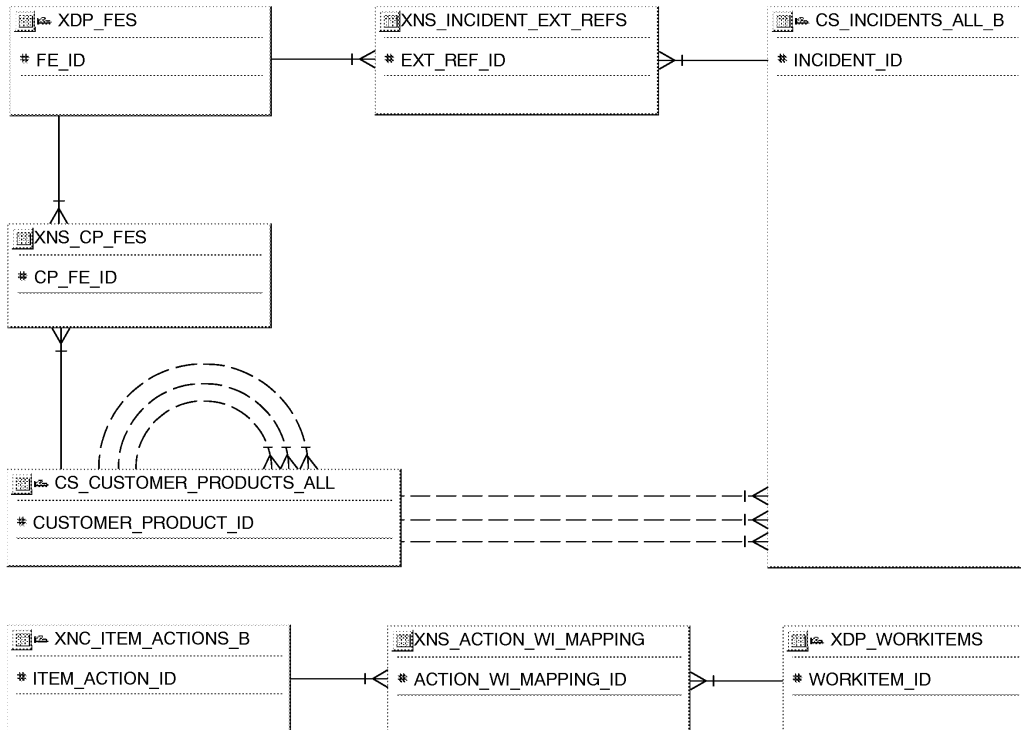 XDP_FES
# FE_ID
XNS_INCIDENT_EXT_REFS
# EXT_REF_ID
CS_INCIDENTS_ALL_B
# INCIDENT_ID
XNS_CP_FES
# CP_FE_ID
CS_CUSTOMER_PRODUCTS_ALL
# CUSTOMER_PRODUCT_ID
XNC_ITEM_ACTIONS_B
# ITEM_ACTION_ID
XNS_ACTION_WI_MAPPING
# ACTION_WI_MAPPING_ID
XDP_WORKITEMS
# WORKITEM_ID